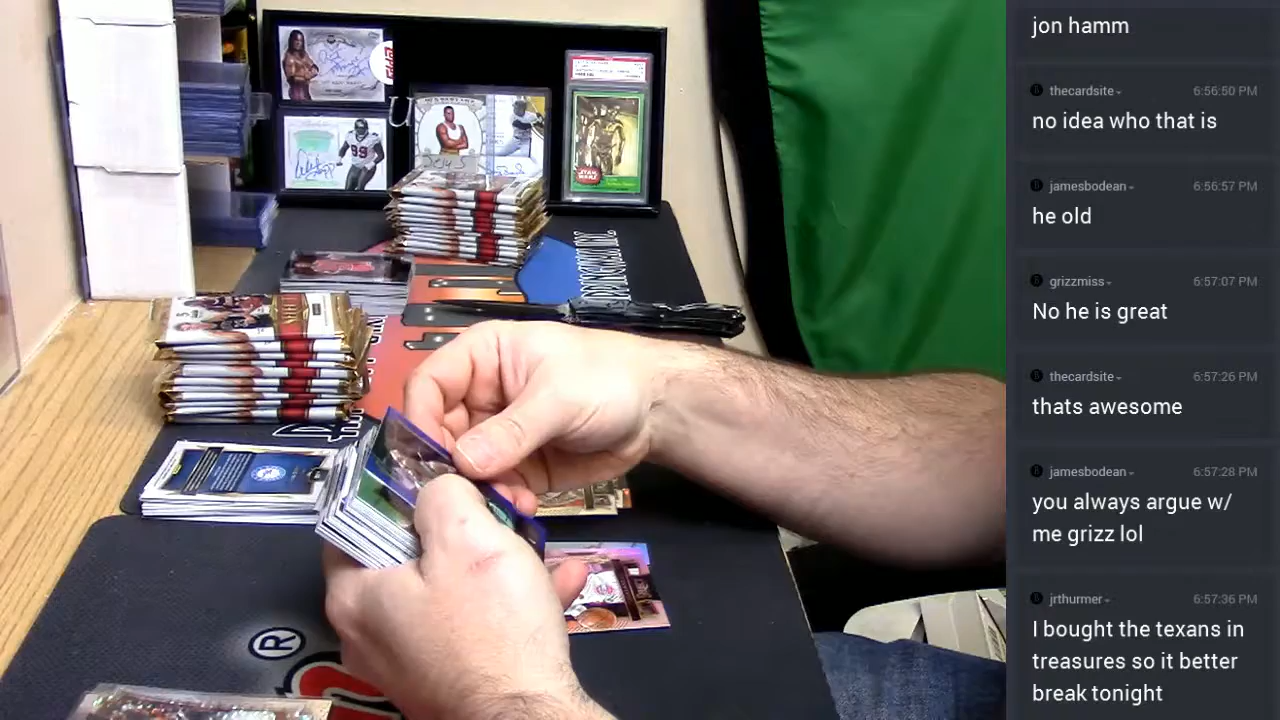 jon hamm
thecardsite
6:56:50 PM
no idea who that is
jamesbodean
6:56:57 PM
he old
grizzmiss
6:57:07 PM
No he is great
thecardsite
6:57:26 PM
thats awesome
jamesbodean
6:57:28 PM
you always argue w/
me grizz lol
jrthurmer
6:57:36 PM
I bought the texans in
treasures so it better
break tonight
99
STAR
WARS
®